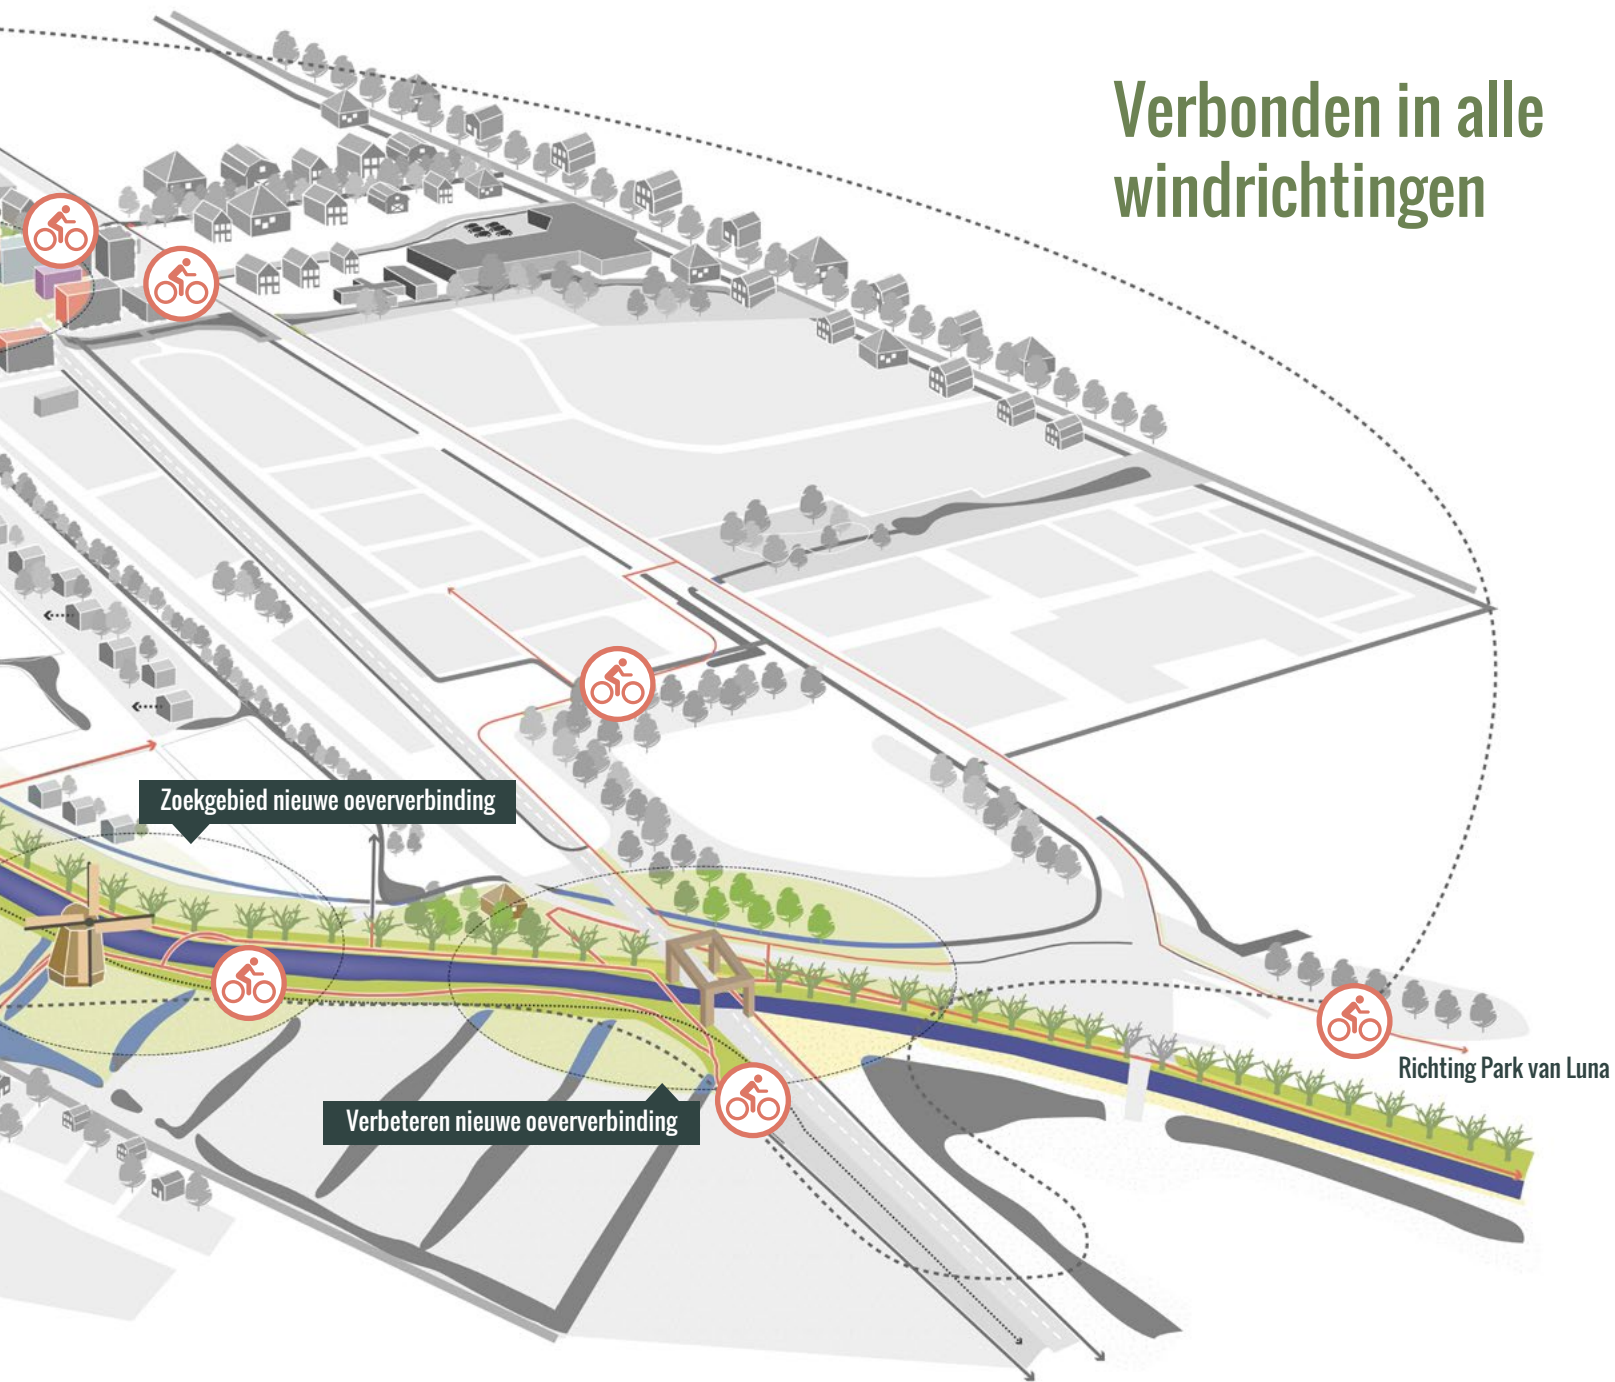 Verbonden in alle
windrichtingen
Zoekgebied nieuwe oeververbinding
Richting Park van Luna
Verbeteren nieuwe oeververbinding